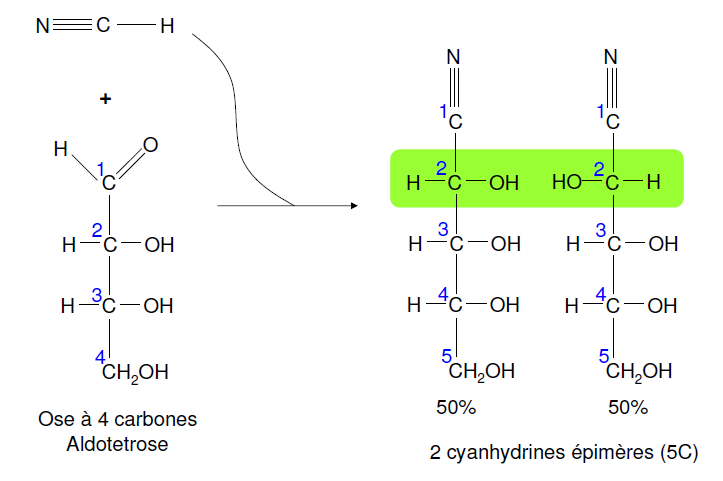 N C H
+
H O
1
C
2
H C OH
3
H C OH
4
CH₂OH
Ose à 4 carbones
Aldotetrose
N N
1 1
C C
2 2
H C OH HO C H
3 3
H C OH H C OH
4 4
H C OH H C OH
5 5
CH₂OH CH₂OH
50% 50%
2 cyanhydrines épimères (5C)